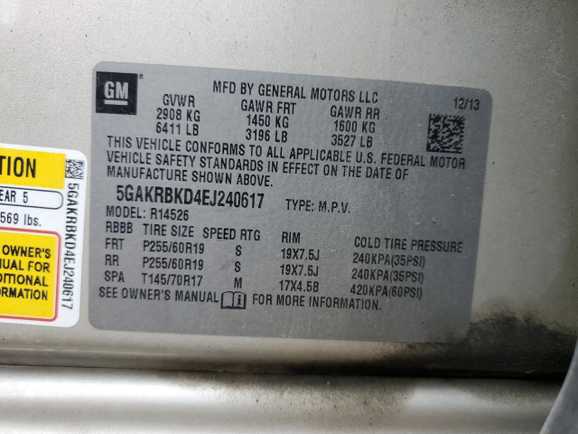 GM
MFD BY GENERAL MOTORS LLC
12/13
GVWR GAWR FRT GAWR RR
2908 KG 1450 KG 1600 KG
6411 LB 3196 LB 3527 LB
THIS VEHICLE CONFORMS TO ALL APPLICABLE U.S. FEDERAL MOTOR
VEHICLE SAFETY STANDARDS IN EFFECT ON THE DATE OF
MANUFACTURE SHOWN ABOVE.
5GAKRBKD4EJ240617 TYPE: M.P.V.
MODEL: R14526
RBBB TIRE SIZE SPEED RTG RIM COLD TIRE PRESSURE
FRT P255/60R19 S 19X7.5J 240KPA(35PSI)
RR P255/60R19 S 19X7.5J 240KPA(35PSI)
SPA T145/70R17 M 17X4.5B 420KPA(60PSI)
SEE OWNER'S MANUAL FOR MORE INFORMATION.
TION
EAR 5
569 lbs.
OWNER'S
NUAL FOR
DITIONAL
FORMATION
5GAKRBKD4EJ240617